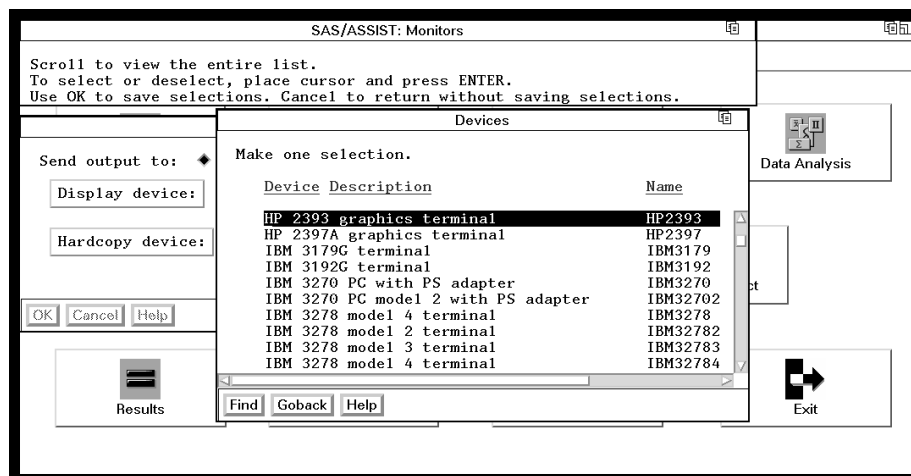 SAS/ASSIST: Monitors
Scroll to view the entire list.
To select or deselect, place cursor and press ENTER.
Use OK to save selections. Cancel to return without saving selections.
Devices
Make one selection.
Device Description Name
HP 2393 graphics terminal HP2393
HP 2397A graphics terminal HP2397
IBM 3179G terminal IBM3179
IBM 3192G terminal IBM3192
IBM 3270 PC with PS adapter IBM3270
IBM 3270 PC model 2 with PS adapter IBM32702
IBM 3278 model 4 terminal IBM3278
IBM 3278 model 2 terminal IBM32782
IBM 3278 model 3 terminal IBM32783
IBM 3278 model 4 terminal IBM32784
Find Goback Help
Send output to:
Display device:
Hardcopy device:
OK Cancel Help
Data Analysis
ct
Results
Exit